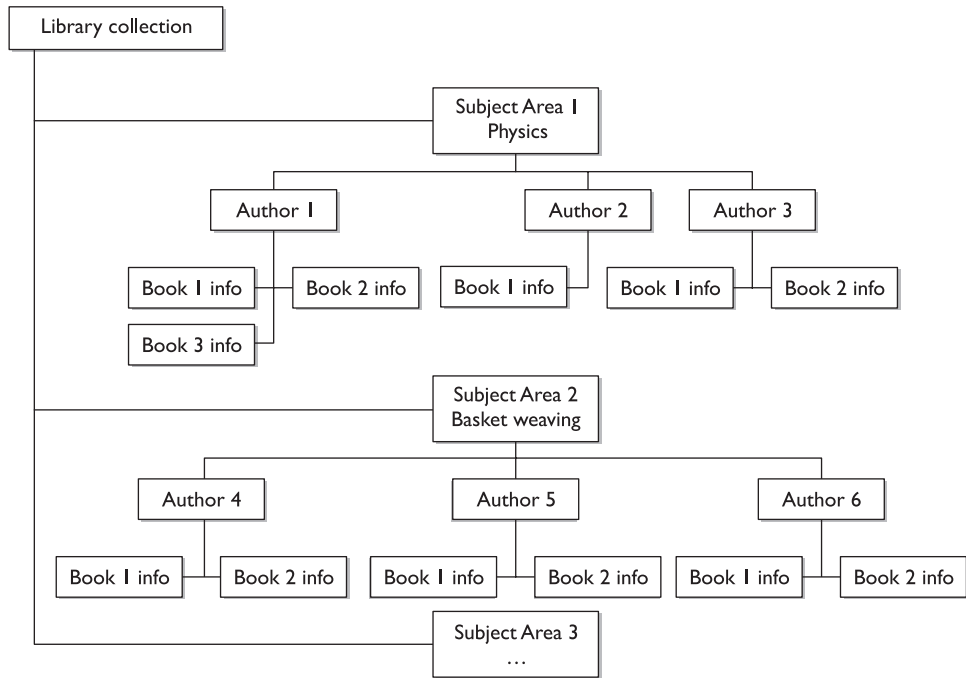 Library collection
Subject Area 1
Physics
Author 1
Author 2
Author 3
Book 1 info
Book 2 info
Book 1 info
Book 1 info
Book 2 info
Book 3 info
Subject Area 2
Basket weaving
Author 4
Author 5
Author 6
Book 1 info
Book 2 info
Book 1 info
Book 2 info
Book 1 info
Book 2 info
Subject Area 3
...